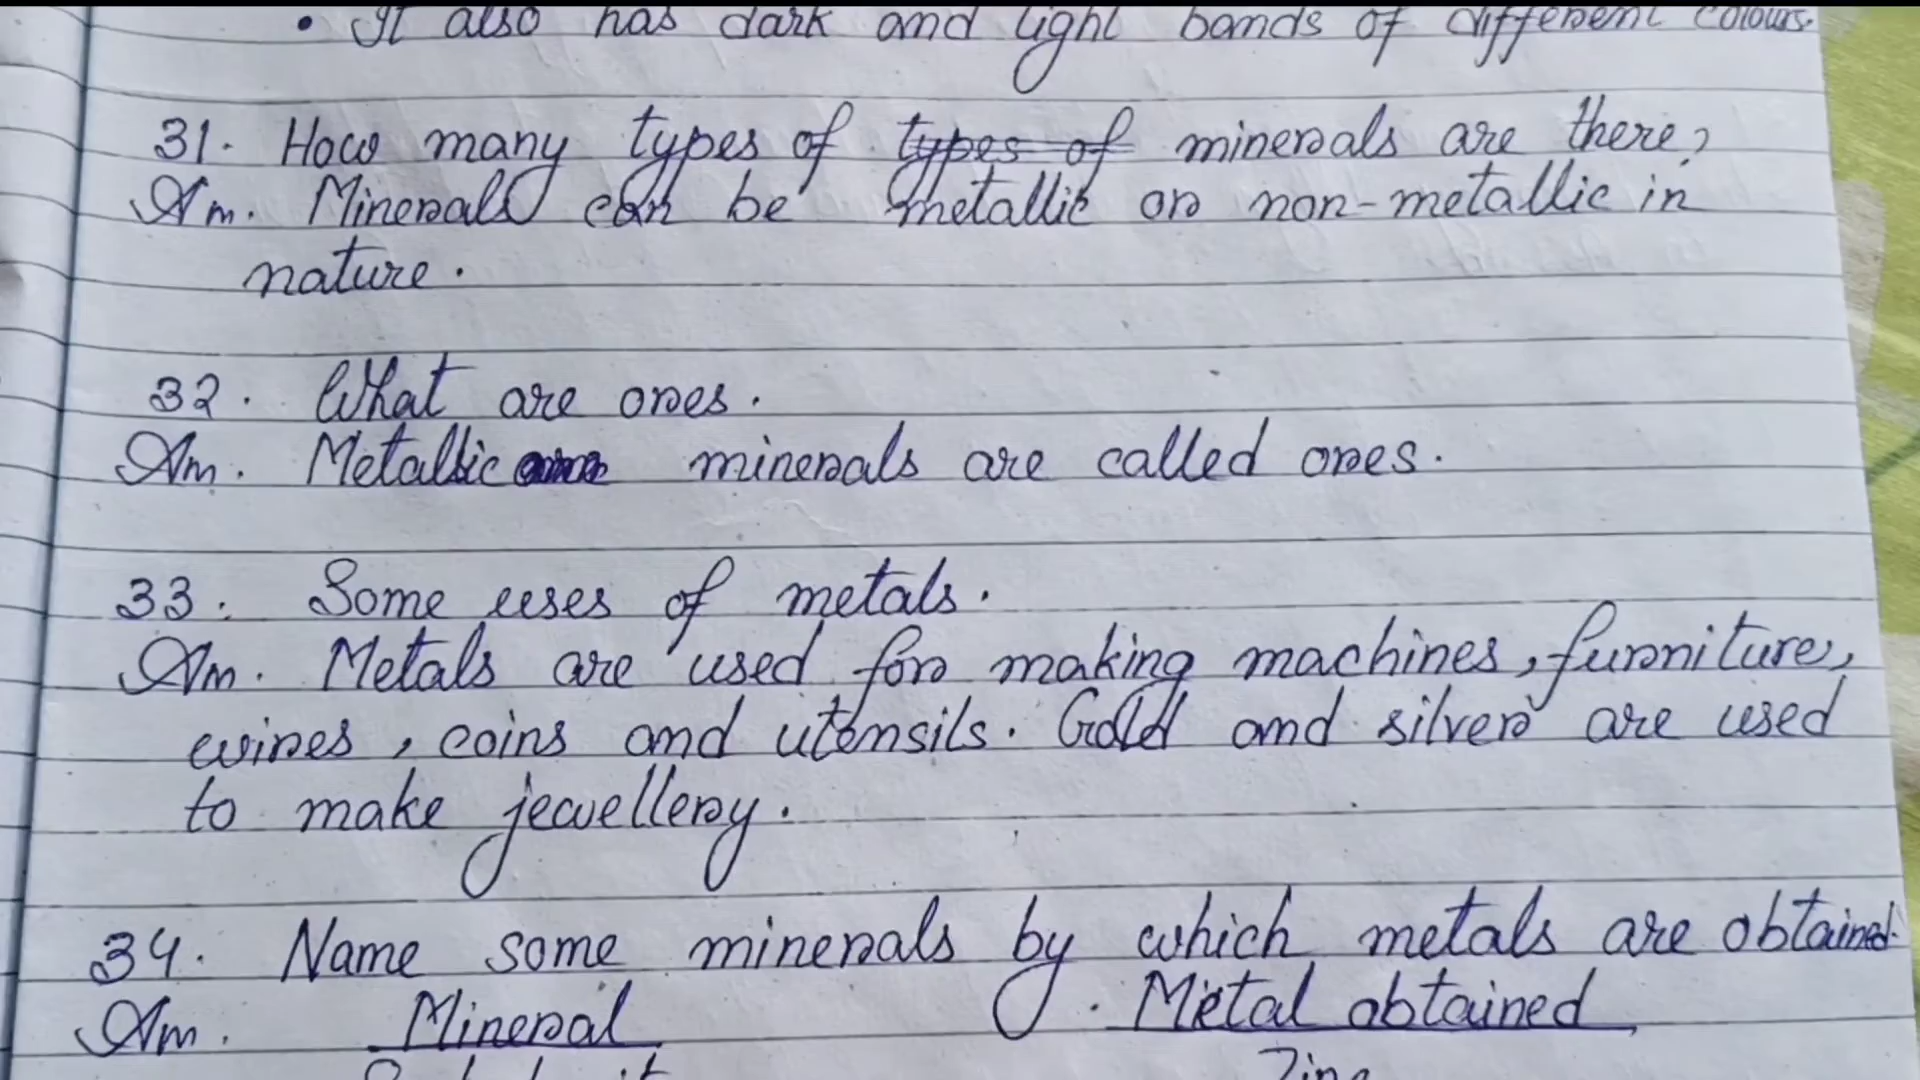 • It also has dark and light bands of different colours.
31. How many types of types of minerals are there?
Ans. Minerals can be metallic or non-metallic in
nature.
32. What are ores.
Ans. Metallic minerals are called ores.
33. Some uses of metals.
Ans. Metals are used for making machines, furniture,
wires, coins and utensils. Gold and silver are used
to make jewellery.
34. Name some minerals by which metals are obtained.
Ans. Mineral Metal obtained
Zinc